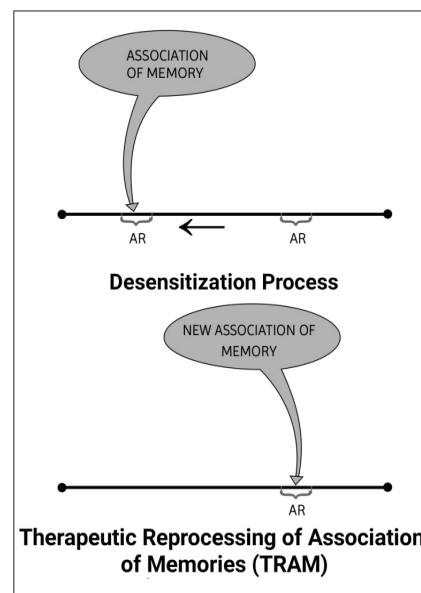 ASSOCIATION
OF MEMORY
AR
AR
Desensitization Process
NEW ASSOCIATION OF
MEMORY
AR
Therapeutic Reprocessing of Association
of Memories (TRAM)